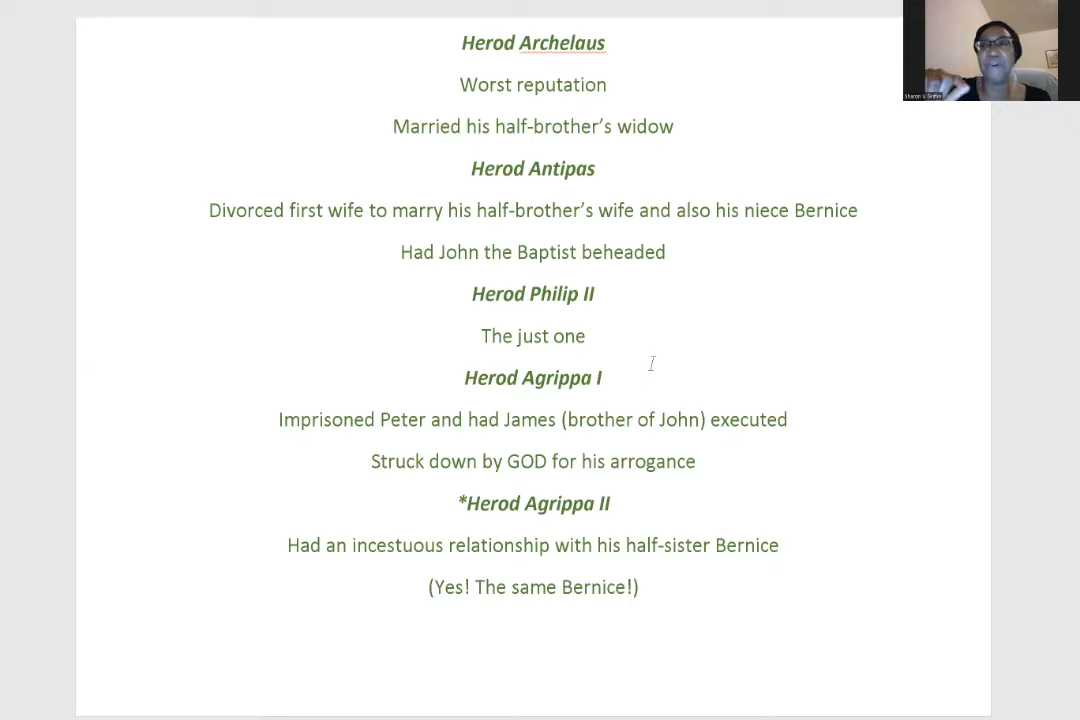 Herod Archelaus
Worst reputation
Married his half-brother’s widow
Herod Antipas
Divorced first wife to marry his half-brother’s wife and also his niece Bernice
Had John the Baptist beheaded
Herod Philip II
The just one
Herod Agrippa I
Imprisoned Peter and had James (brother of John) executed
Struck down by GOD for his arrogance
*Herod Agrippa II
Had an incestuous relationship with his half-sister Bernice
(Yes! The same Bernice!)
Sharon V Griffin